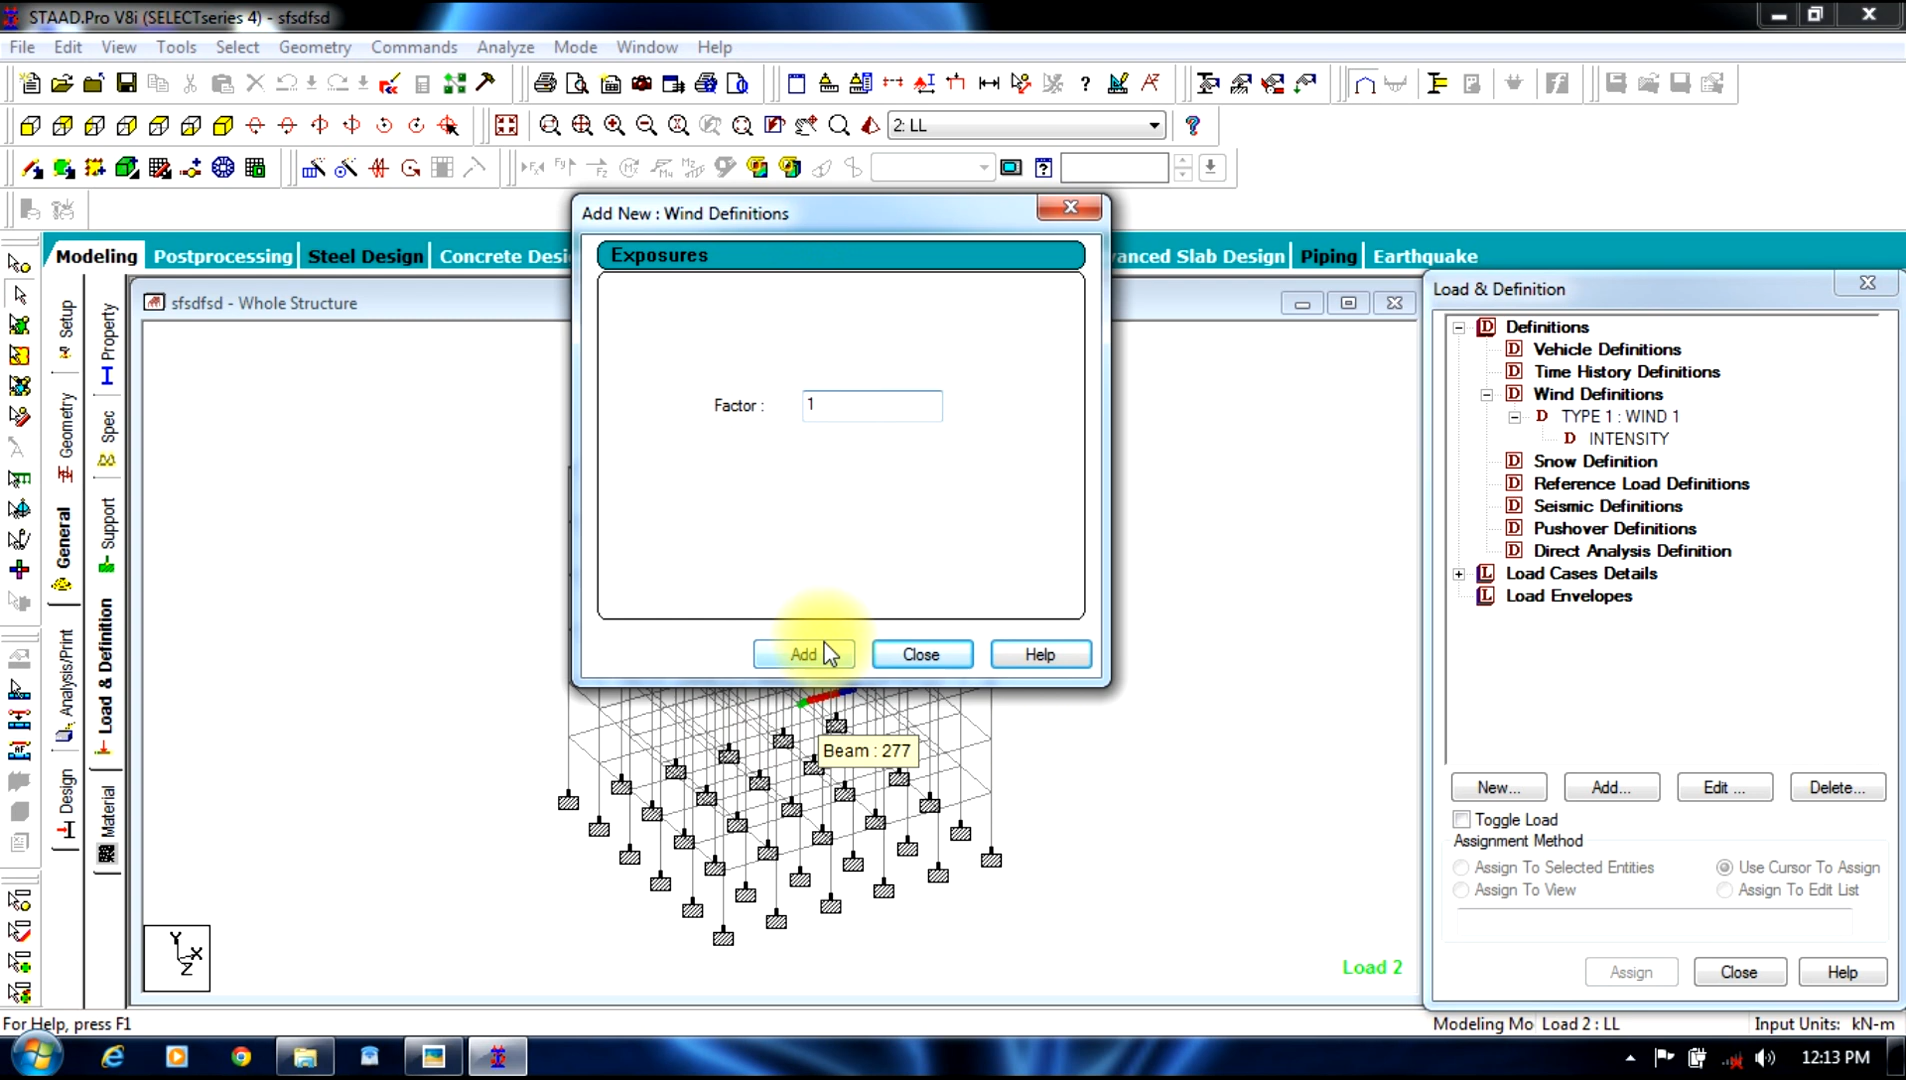 STAAD.Pro V8i (SELECTseries 4) - sfsdfsd
File Edit View Tools Select Geometry Commands Analyze Mode Window Help
2: LL
Modeling Postprocessing Steel Design Concrete Desi
anced Slab Design Piping Earthquake
Add New : Wind Definitions
Exposures
Factor : 1
Add Close Help
sfsdfsd - Whole Structure
Setup
Geometry
General
Analysis/Print
Design
Property
Spec
Support
Load & Definition
Material
Beam : 277
Load 2
Y
X
Z
Load & Definition
Definitions
Vehicle Definitions
Time History Definitions
Wind Definitions
TYPE 1 : WIND 1
INTENSITY
Snow Definition
Reference Load Definitions
Seismic Definitions
Pushover Definitions
Direct Analysis Definition
Load Cases Details
Load Envelopes
New... Add... Edit ... Delete...
Toggle Load
Assignment Method
Assign To Selected Entities Use Cursor To Assign
Assign To View Assign To Edit List
Assign Close Help
For Help, press F1
Modeling Mo Load 2 : LL Input Units: kN-m
12:13 PM